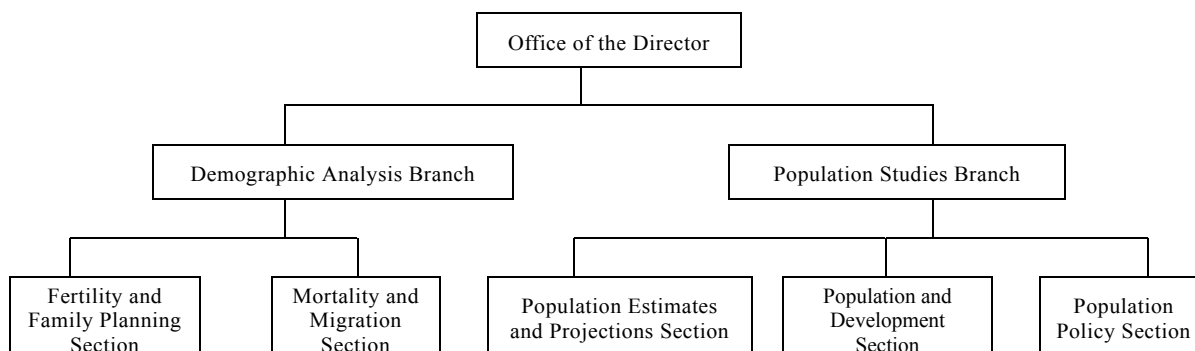 Office of the Director
Demographic Analysis Branch
Population Studies Branch
Fertility and
Family Planning
Section
Mortality and
Migration
Section
Population Estimates
and Projections Section
Population and
Development
Section
Population
Policy Section